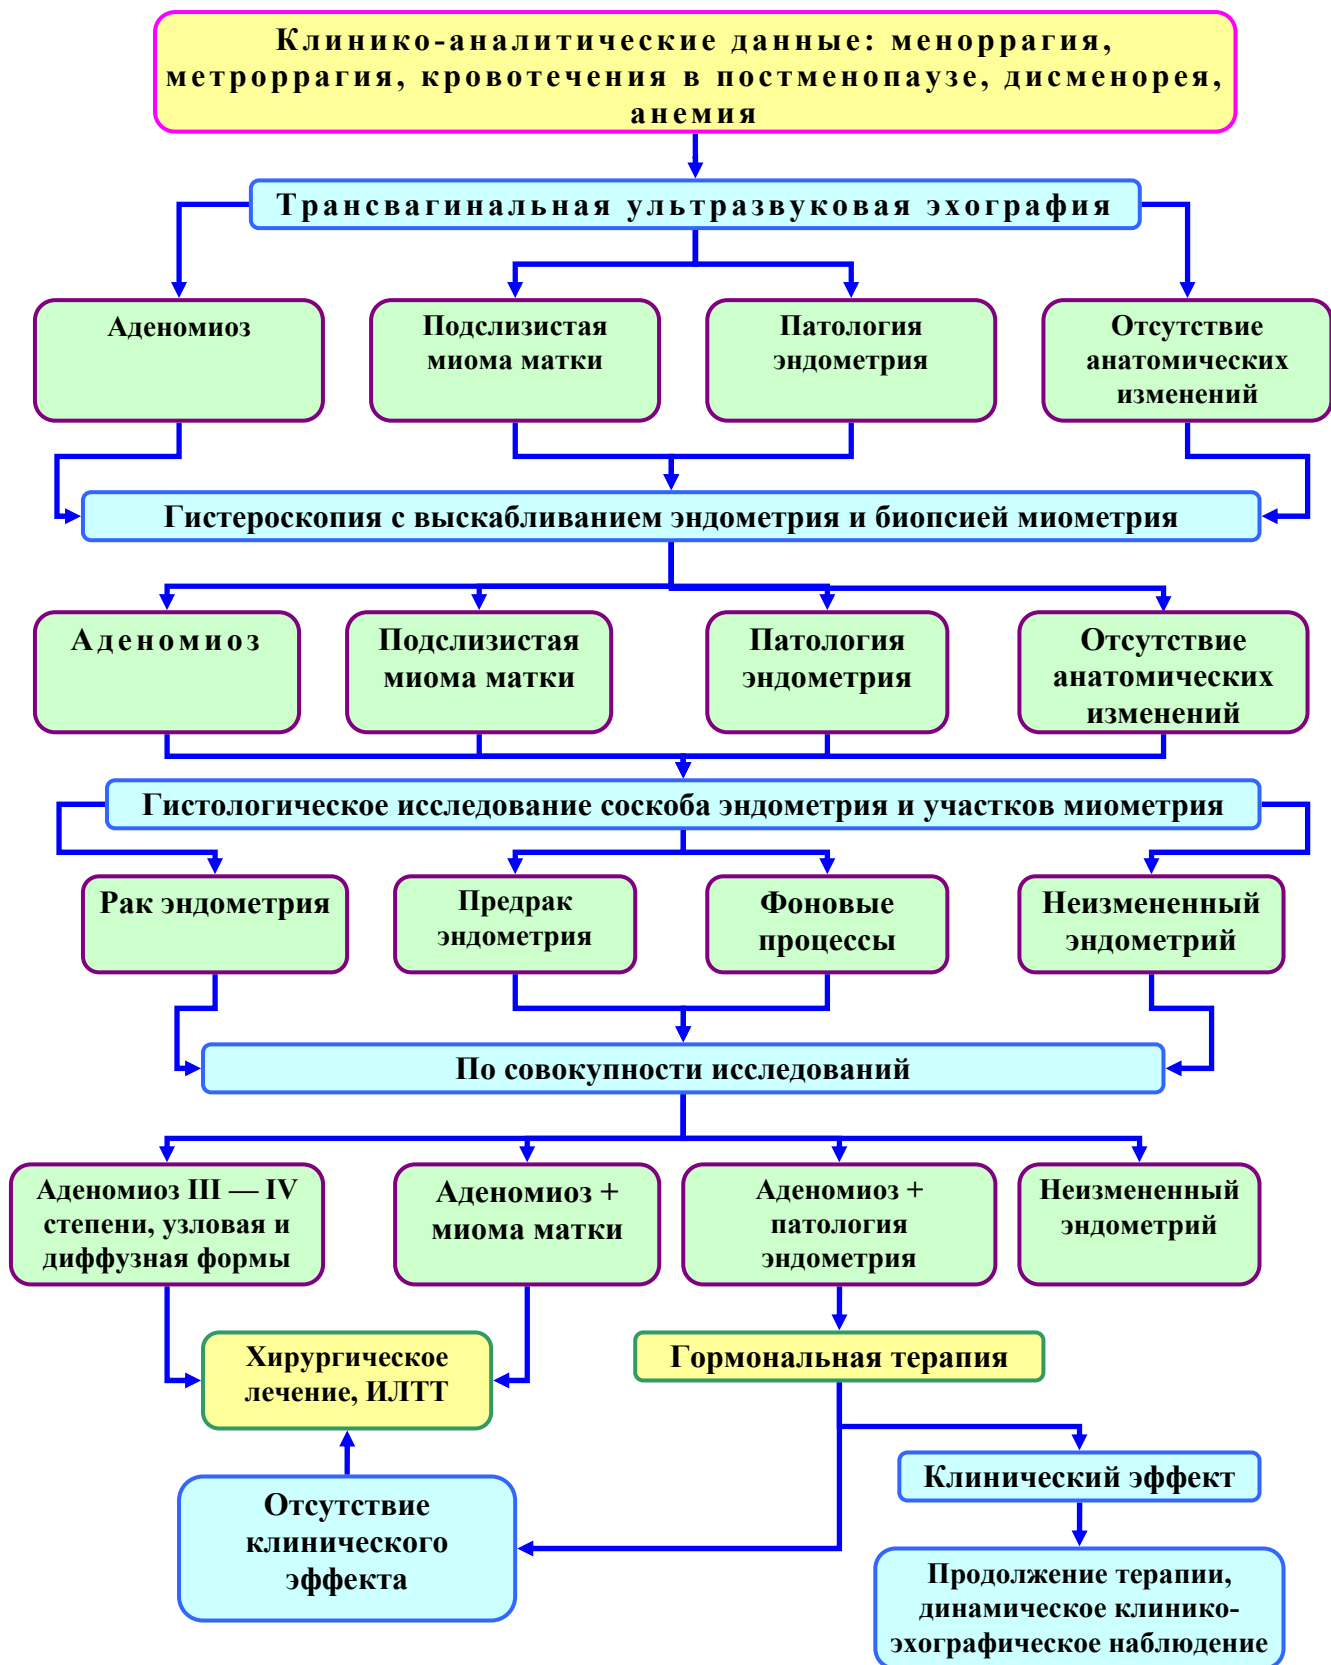 Клинико-аналитические данные: меноррагия,
метроррагия, кровотечения в постменопаузе, дисменорея,
анемия
Трансвагинальная ультразвуковая эхография
Аденомиоз
Подслизистая
миома матки
Патология
эндометрия
Отсутствие
анатомических
изменений
Гистероскопия с выскабливанием эндометрия и биопсией миометрия
Аденомиоз
Подслизистая
миома матки
Патология
эндометрия
Отсутствие
анатомических
изменений
Гистологическое исследование соскоба эндометрия и участков миометрия
Рак эндометрия
Предрак
эндометрия
Фоновые
процессы
Неизмененный
эндометрий
По совокупности исследований
Аденомиоз III — IV
степени, узловая и
диффузная формы
Аденомиоз +
миома матки
Аденомиоз +
патология
эндометрия
Неизмененный
эндометрий
Хирургическое
лечение, ИЛТТ
Гормональная терапия
Клинический эффект
Отсутствие
клинического
эффекта
Продолжение терапии,
динамическое клинико-
эхографическое наблюдение